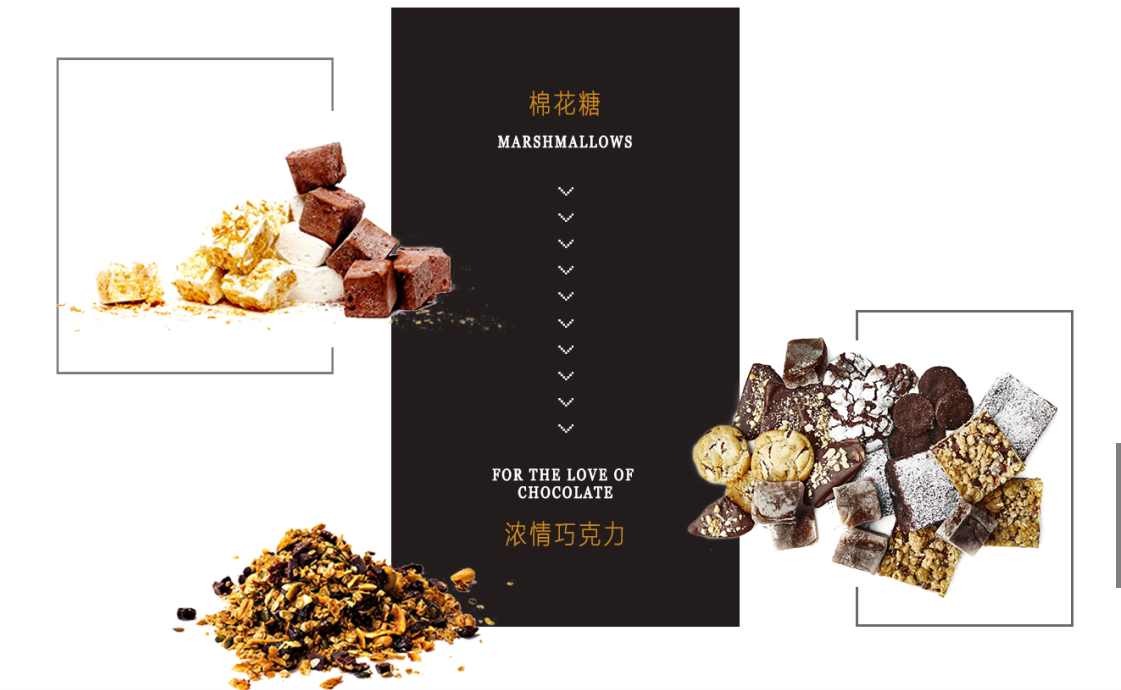 棉花糖
MARSHMALLOWS
FOR THE LOVE OF
CHOCOLATE
浓情巧克力